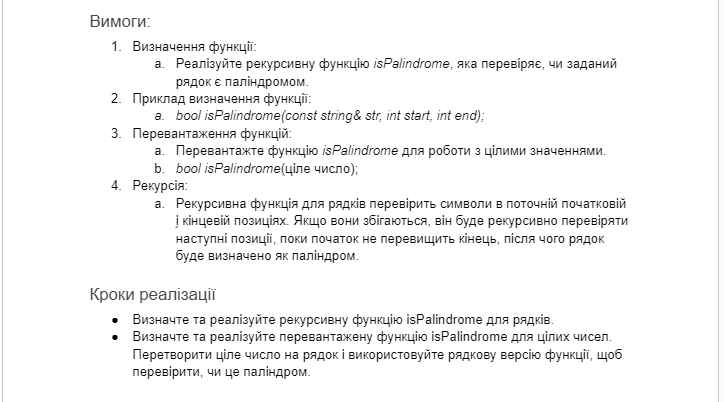 Вимоги:
1. Визначення функції:
a. Реалізуйте рекурсивну функцію isPalindrome, яка перевіряє, чи заданий
рядок є паліндромом.
2. Приклад визначення функції:
a. bool isPalindrome(const string& str, int start, int end);
3. Перевантаження функцій:
a. Перевантажте функцію isPalindrome для роботи з цілими значеннями.
b. bool isPalindrome(ціле число);
4. Рекурсія:
a. Рекурсивна функція для рядків перевірить символи в поточній початковій
і кінцевій позиціях. Якщо вони збігаються, він буде рекурсивно перевіряти
наступні позиції, поки початок не перевищить кінець, після чого рядок
буде визначено як паліндром.
Кроки реалізації
● Визначте та реалізуйте рекурсивну функцію isPalindrome для рядків.
● Визначте та реалізуйте перевантажену функцію isPalindrome для цілих чисел.
Перетворити ціле число на рядок і використовуйте рядкову версію функції, щоб
перевірити, чи це паліндром.